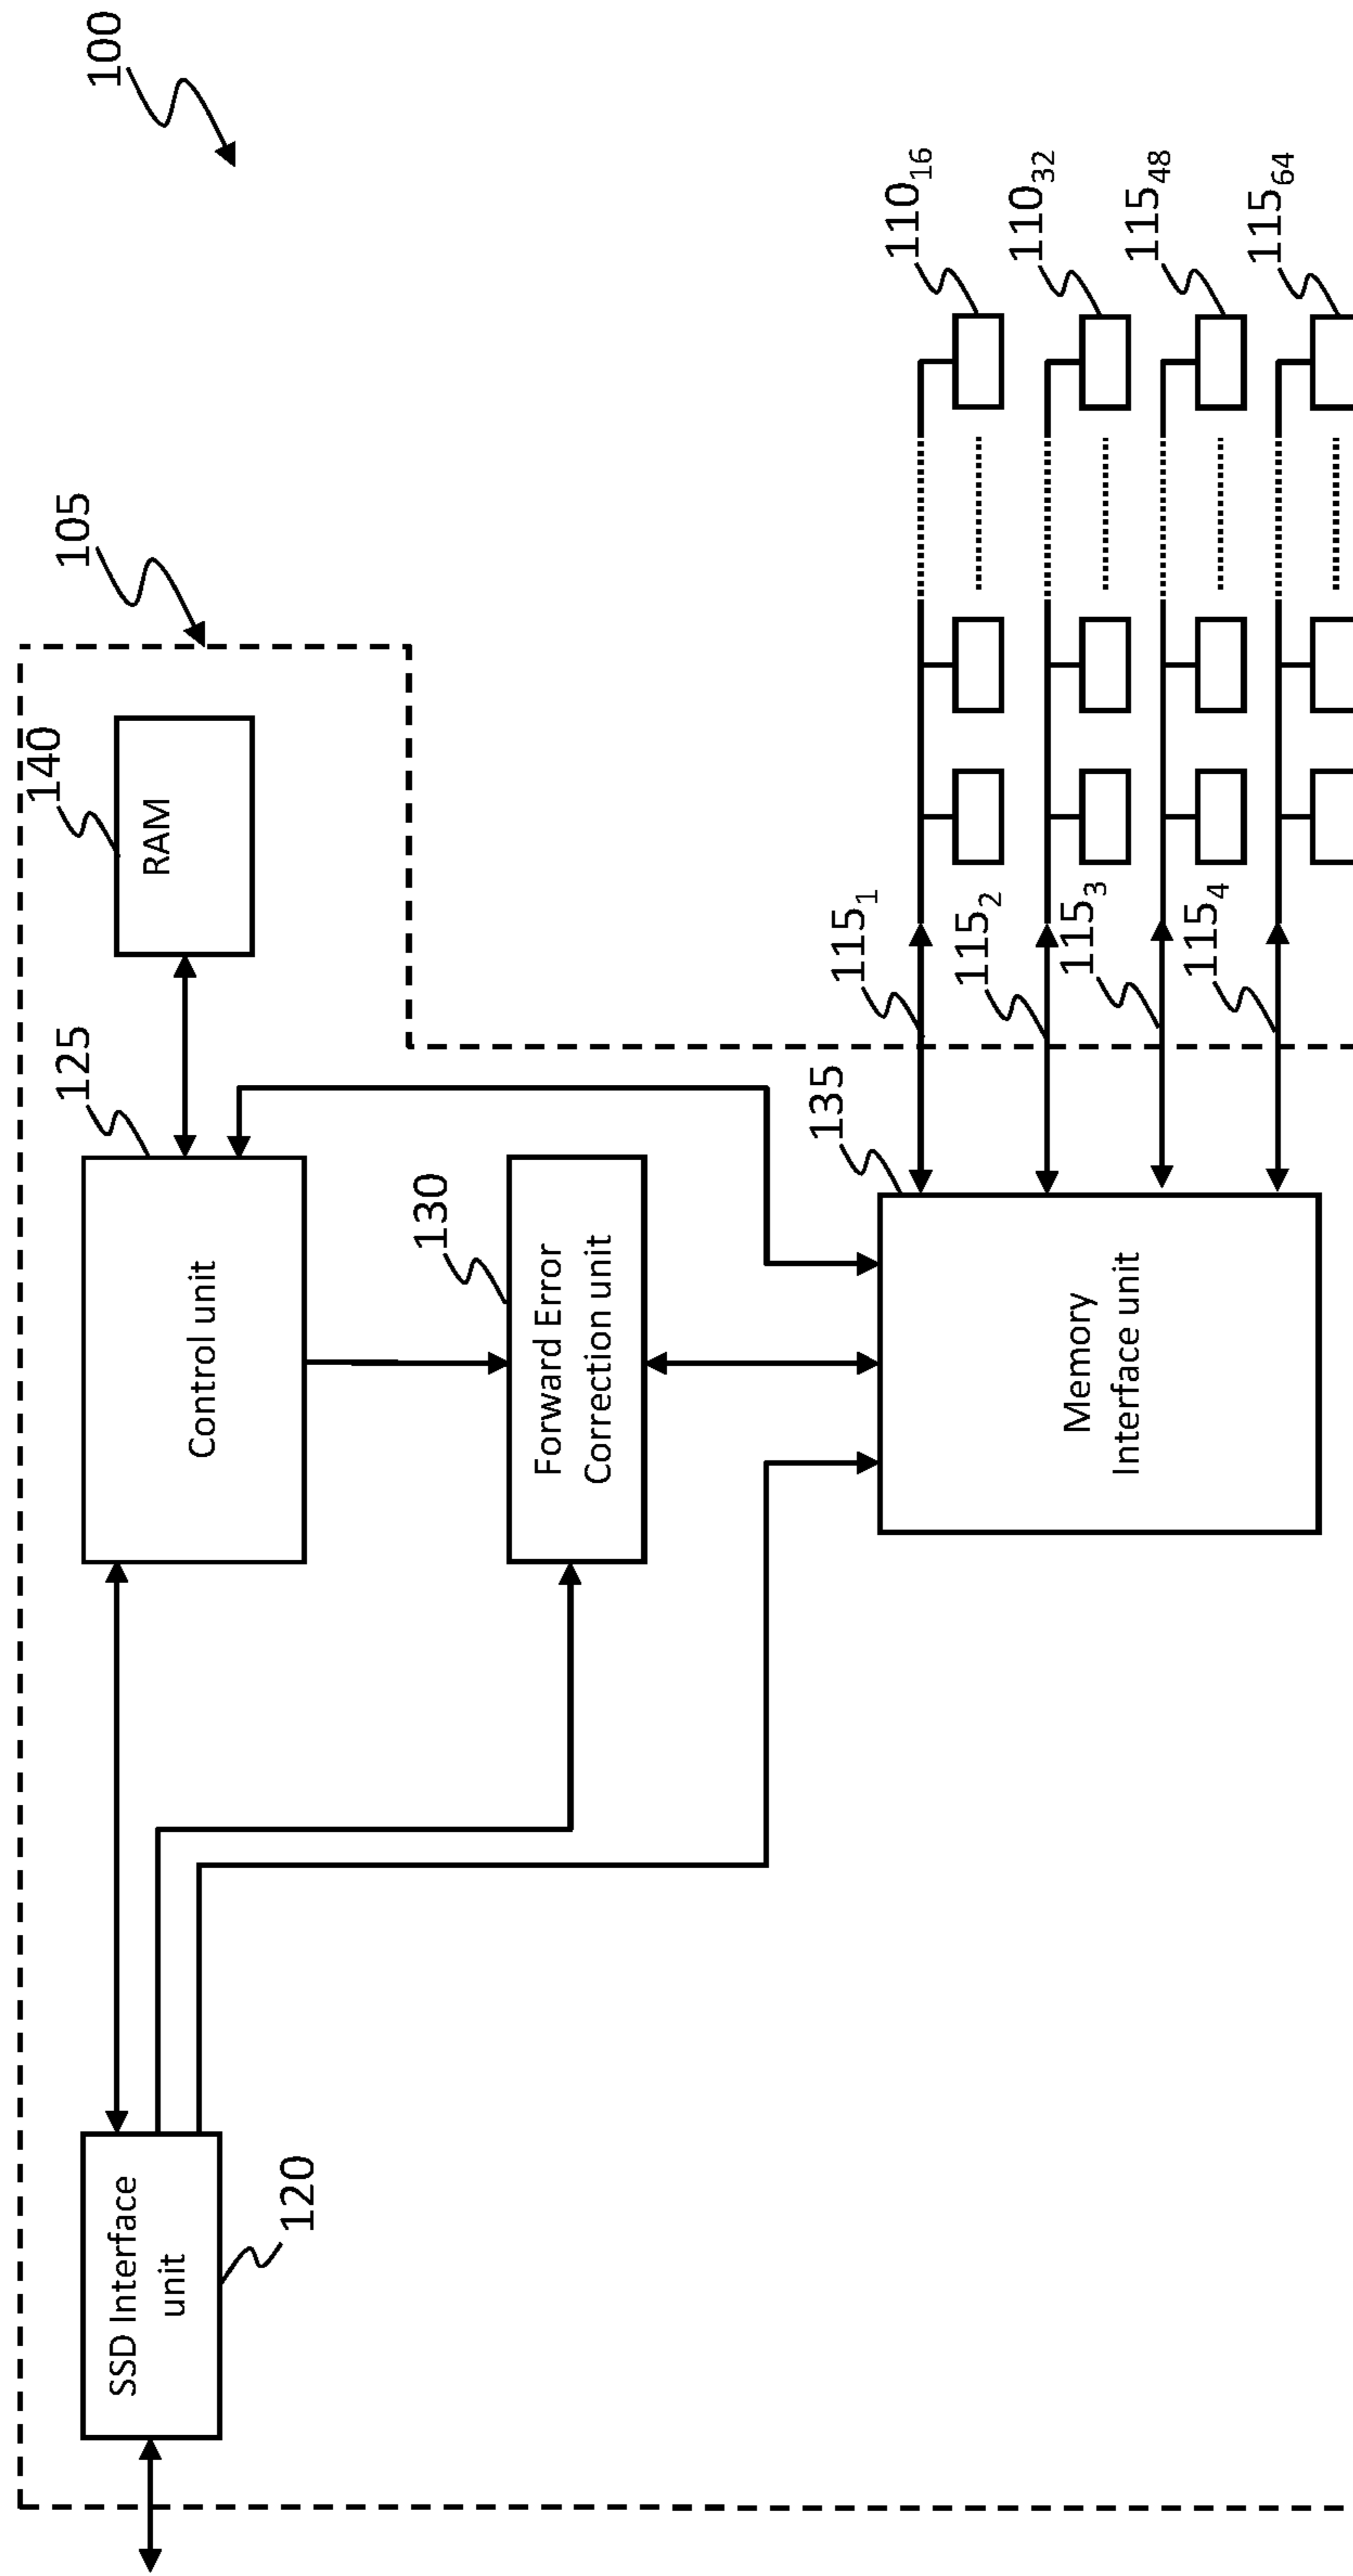 100
105
140
RAM
125
Control unit
SSD Interface
unit
120
130
Forward Error
Correction unit
135
Memory
Interface unit
115₁
115₂
115₃
115₄
110₁₆
110₃₂
115₄₈
115₆₄